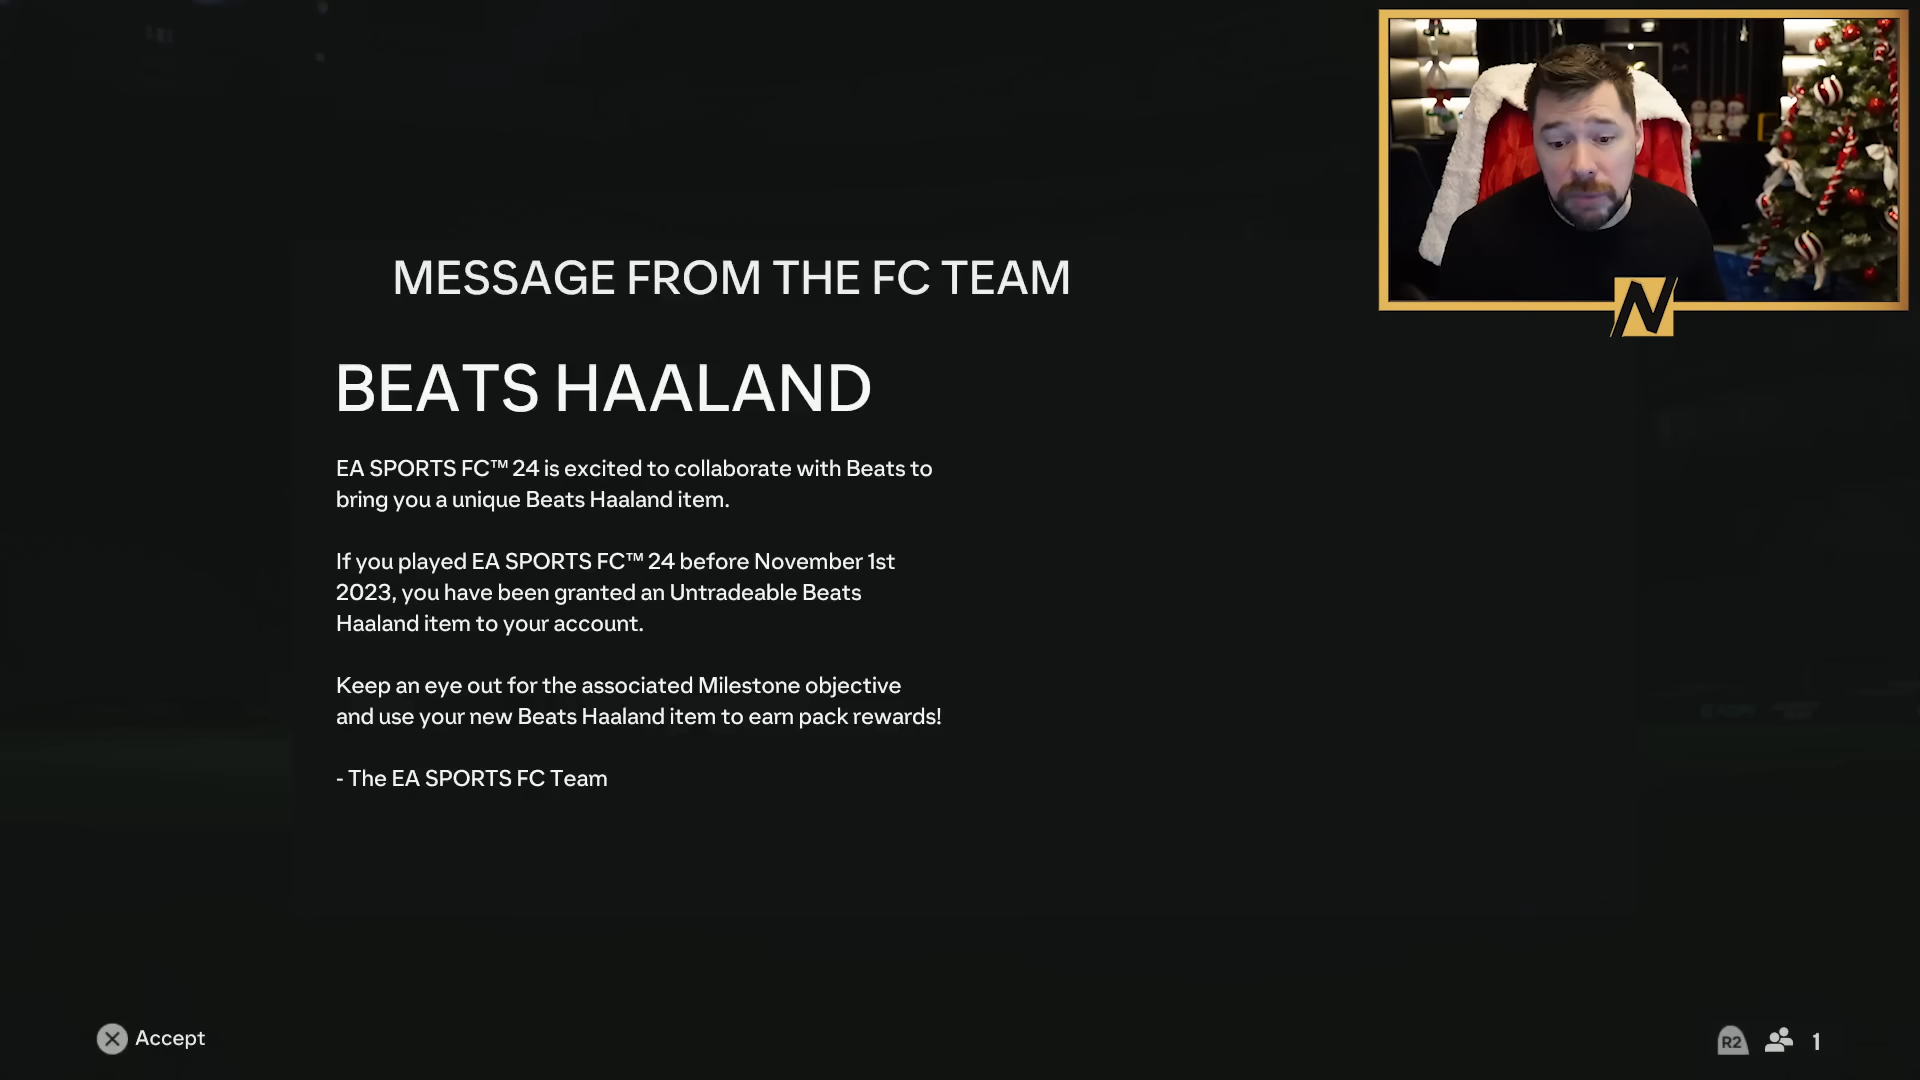 MESSAGE FROM THE FC TEAM
BEATS HAALAND
EA SPORTS FC™ 24 is excited to collaborate with Beats to
bring you a unique Beats Haaland item.
If you played EA SPORTS FC™ 24 before November 1st
2023, you have been granted an Untradeable Beats
Haaland item to your account.
Keep an eye out for the associated Milestone objective
and use your new Beats Haaland item to earn pack rewards!
- The EA SPORTS FC Team
N
Accept
R2 1